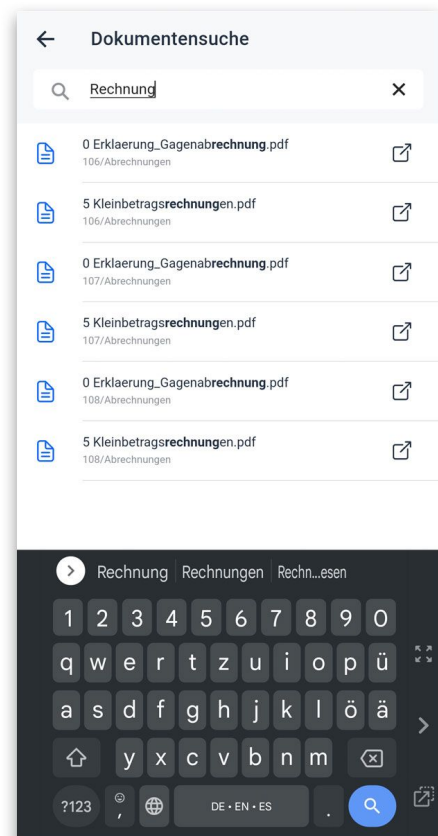 Dokumentensuche
Rechnung
0 Erklaerung_Gagenabrechnung.pdf
106/Abrechnungen
5 Kleinbetragsrechnungen.pdf
106/Abrechnungen
0 Erklaerung_Gagenabrechnung.pdf
107/Abrechnungen
5 Kleinbetragsrechnungen.pdf
107/Abrechnungen
0 Erklaerung_Gagenabrechnung.pdf
108/Abrechnungen
5 Kleinbetragsrechnungen.pdf
108/Abrechnungen
Rechnung Rechnungen Rechn...esen
1 2 3 4 5 6 7 8 9 0
q w e r t z u i o p ü
a s d f g h j k l ö ä
y x c v b n m
?123 , DE • EN • ES .